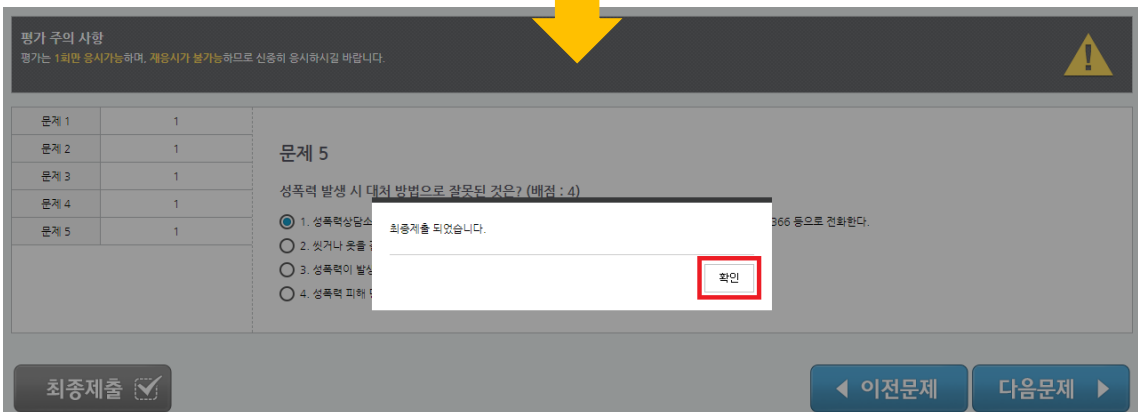 평가 주의 사항
평가는 1회만 응시가능하며, 재응시가 불가능하므로 신중히 응시하시길 바랍니다.
문제 1 1
문제 2 1
문제 3 1
문제 4 1
문제 5 1
문제 5
성폭력 발생 시 대처 방법으로 잘못된 것은? (배점 : 4)
1. 성폭력상담소 366 등으로 전화한다.
2. 씻거나 옷을
3. 성폭력이 발생
4. 성폭력 피해
최종제출 되었습니다.
확인
최종제출
이전문제
다음문제